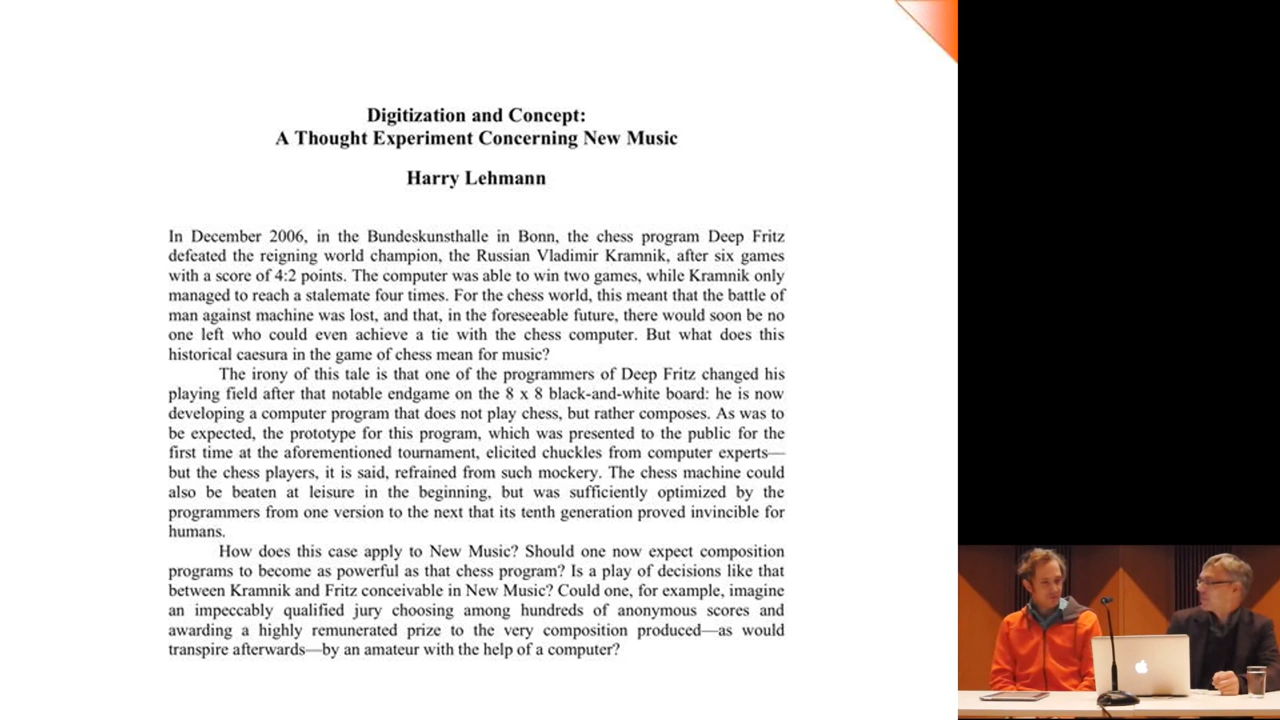 Digitization and Concept:
A Thought Experiment Concerning New Music
Harry Lehmann
In December 2006, in the Bundeskunsthalle in Bonn, the chess program Deep Fritz
defeated the reigning world champion, the Russian Vladimir Kramnik, after six games
with a score of 4:2 points. The computer was able to win two games, while Kramnik only
managed to reach a stalemate four times. For the chess world, this meant that the battle of
man against machine was lost, and that, in the foreseeable future, there would soon be no
one left who could even achieve a tie with the chess computer. But what does this
historical caesura in the game of chess mean for music?
The irony of this tale is that one of the programmers of Deep Fritz changed his
playing field after that notable endgame on the 8 x 8 black-and-white board: he is now
developing a computer program that does not play chess, but rather composes. As was to
be expected, the prototype for this program, which was presented to the public for the
first time at the aforementioned tournament, elicited chuckles from computer experts—
but the chess players, it is said, refrained from such mockery. The chess machine could
also be beaten at leisure in the beginning, but was sufficiently optimized by the
programmers from one version to the next that its tenth generation proved invincible for
humans.
How does this case apply to New Music? Should one now expect composition
programs to become as powerful as that chess program? Is a play of decisions like that
between Kramnik and Fritz conceivable in New Music? Could one, for example, imagine
an impeccably qualified jury choosing among hundreds of anonymous scores and
awarding a highly remunerated prize to the very composition produced—as would
transpire afterwards—by an amateur with the help of a computer?